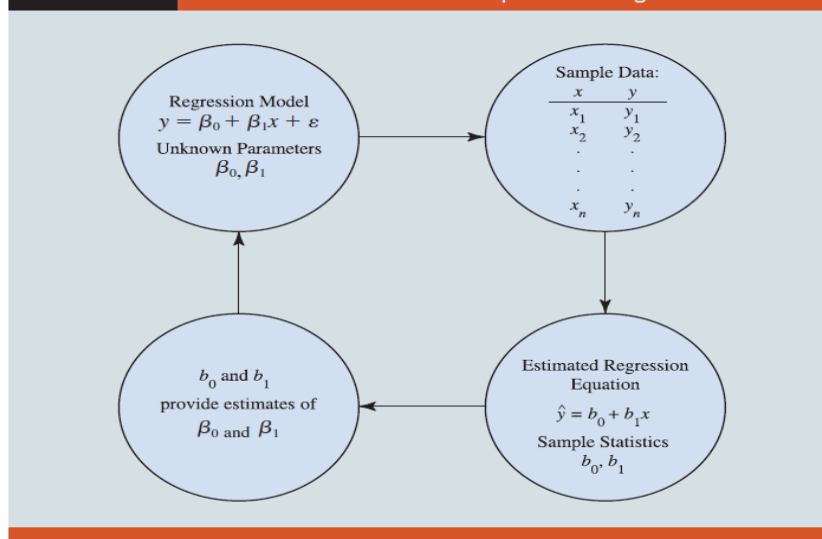 Regression Model
y = β₀ + β₁x + ε
Unknown Parameters
β₀, β₁
Sample Data:
x y
x₁ y₁
x₂ y₂
. .
. .
. .
xₙ yₙ
Estimated Regression
Equation
ŷ = b₀ + b₁x
Sample Statistics
b₀, b₁
b₀ and b₁
provide estimates of
β₀ and β₁